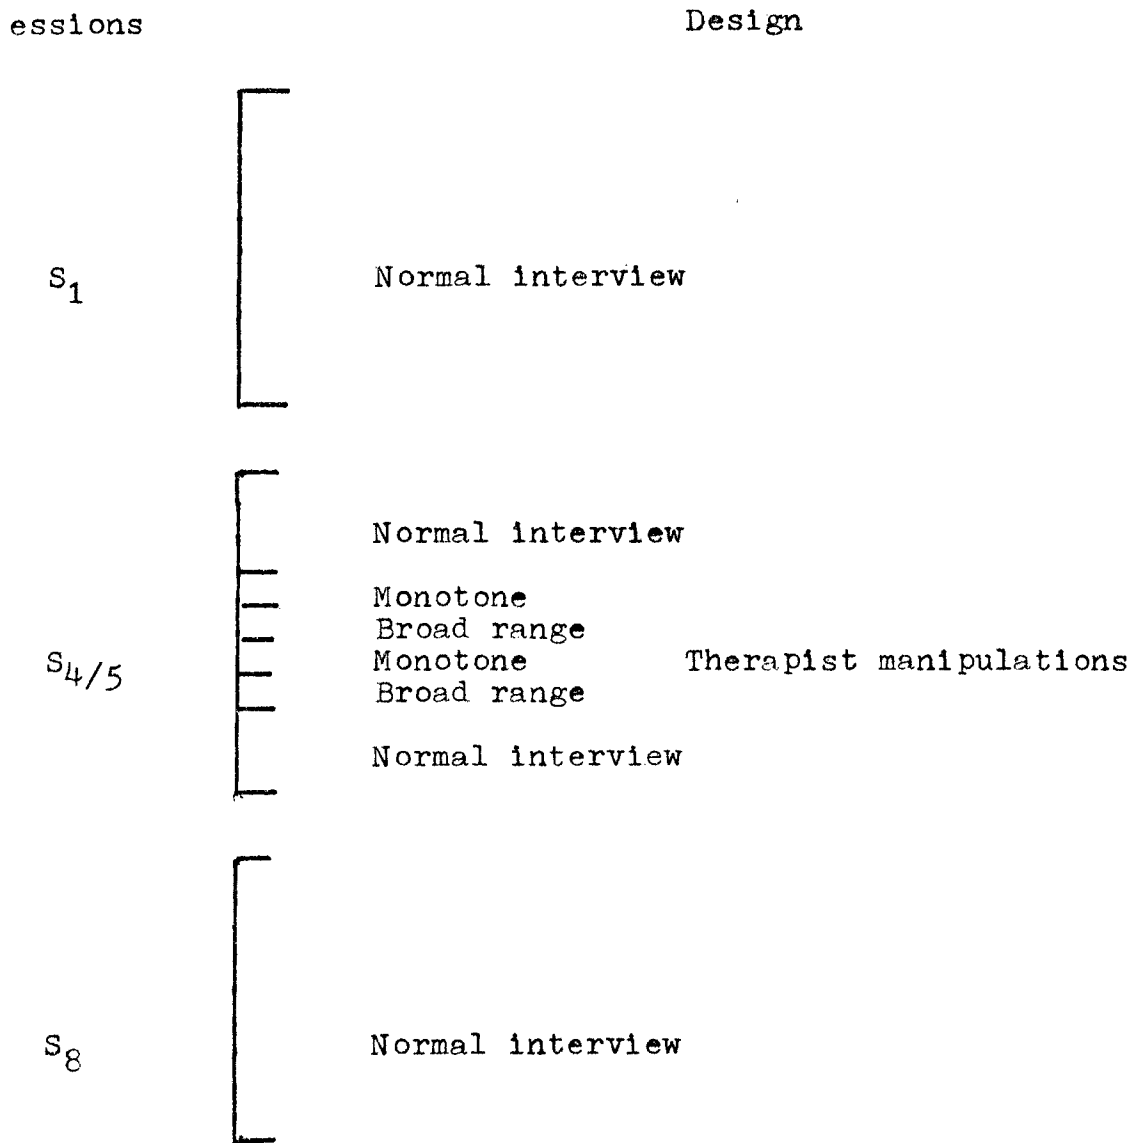 essions Design
S1 Normal interview
Normal interview
Monotone
Broad range
S4/5 Monotone Therapist manipulations
Broad range
Normal interview
S8 Normal interview